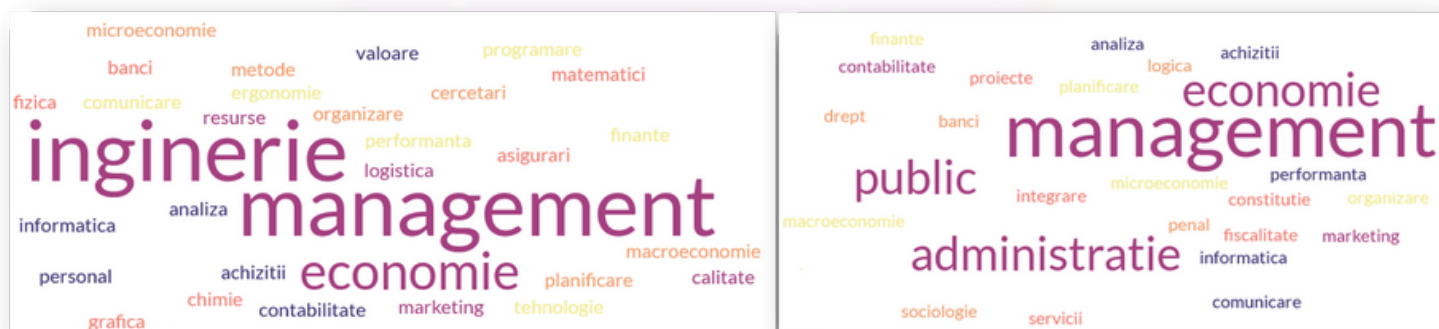 microeconomie
valoare programare
banci metode matematici
fizica comunicare ergonomie cercetari
resurse organizare
inginerie performanta finante
logistica asigurari
informatica analiza management
macroeconomie
personal achizitii economie planificare calitate
chimie contabilitate marketing tehnologie
grafica
finante analiza achizitii
contabilitate proiecte logica
planificare economie
drept banci management
public microeconomie performanta
integrare constitutie organizare
macroeconomie penal fiscalitate marketing
administratie informatica
sociologie servicii comunicare